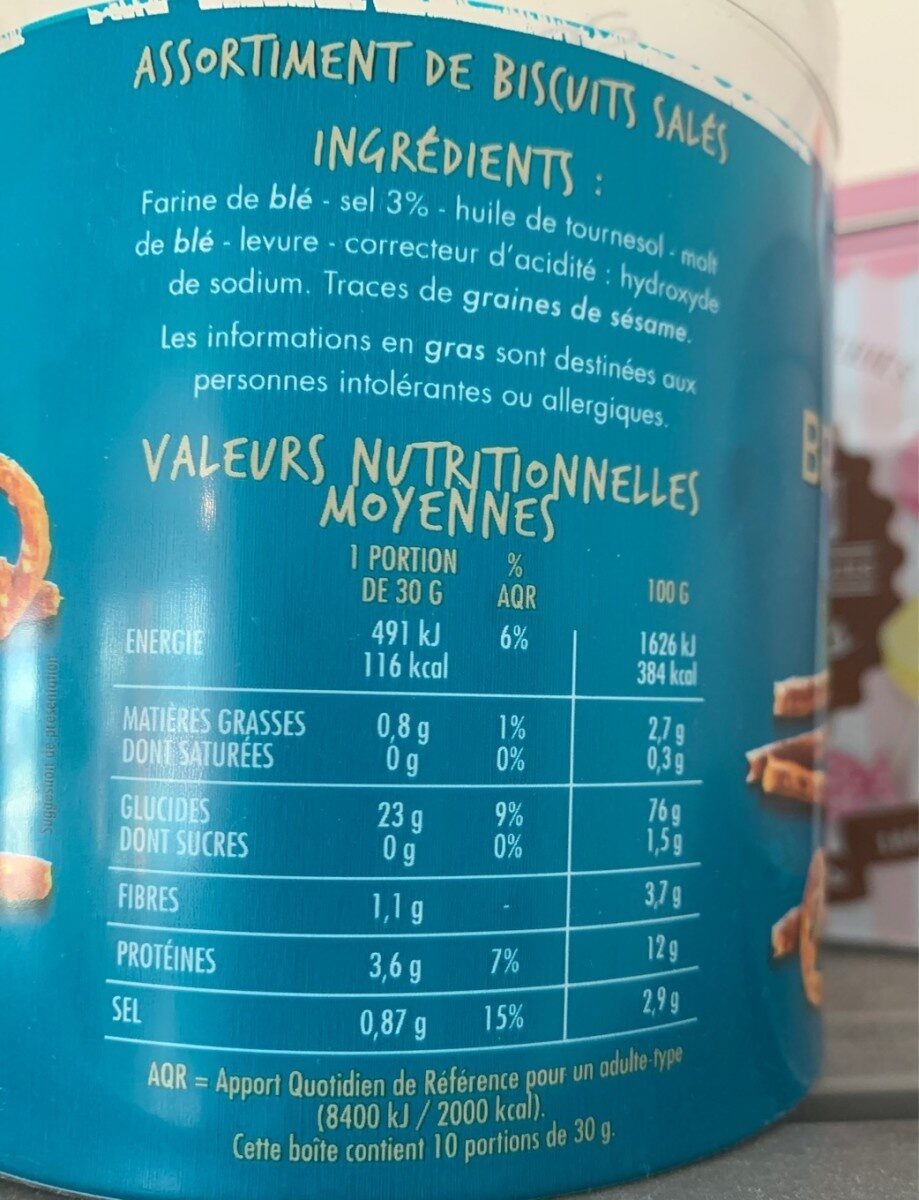 ASSORTIMENT DE BISCUITS SALÉS
INGRÉDIENTS :
Farine de blé - sel 3% - huile de tournesol - malt
de blé - levure - correcteur d'acidité : hydroxyde
de sodium. Traces de graines de sésame.
Les informations en gras sont destinées aux
personnes intolérantes ou allergiques.
VALEURS NUTRITIONNELLES
MOYENNES
1 PORTION % 
DE 30 G AQR 100 G
ENERGIE 491 kJ 6% 1626 kJ
116 kcal 384 kcal
MATIÈRES GRASSES 0,8 g 1% 2,7 g
DONT SATURÉES 0 g 0% 0,3 g
GLUCIDES 23 g 9% 76 g
DONT SUCRES 0 g 0% 1,5 g
FIBRES 1,1 g - 3,7 g
PROTÉINES 3,6 g 7% 12 g
SEL 0,87 g 15% 2,9 g
AQR = Apport Quotidien de Référence pour un adulte-type
(8400 kJ / 2000 kcal).
Cette boîte contient 10 portions de 30 g.
Suggestion de présentation